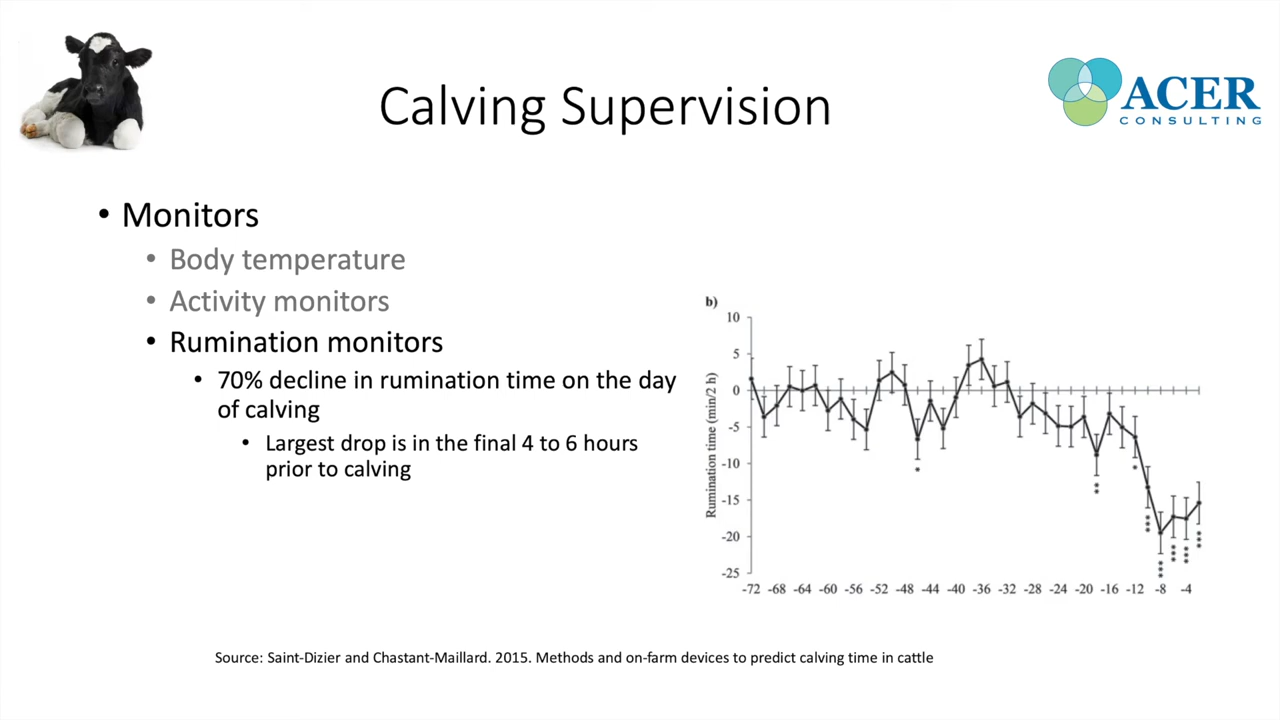 Calving Supervision
ACER
CONSULTING
• Monitors
• Body temperature
• Activity monitors
• Rumination monitors
• 70% decline in rumination time on the day
of calving
• Largest drop is in the final 4 to 6 hours
prior to calving
b)
Rumination time (min/2 h)
10
5
0
-5
-10
-15
-20
-25
-72 -68 -64 -60 -56 -52 -48 -44 -40 -36 -32 -28 -24 -20 -16 -12 -8 -4
Source: Saint-Dizier and Chastant-Maillard. 2015. Methods and on-farm devices to predict calving time in cattle